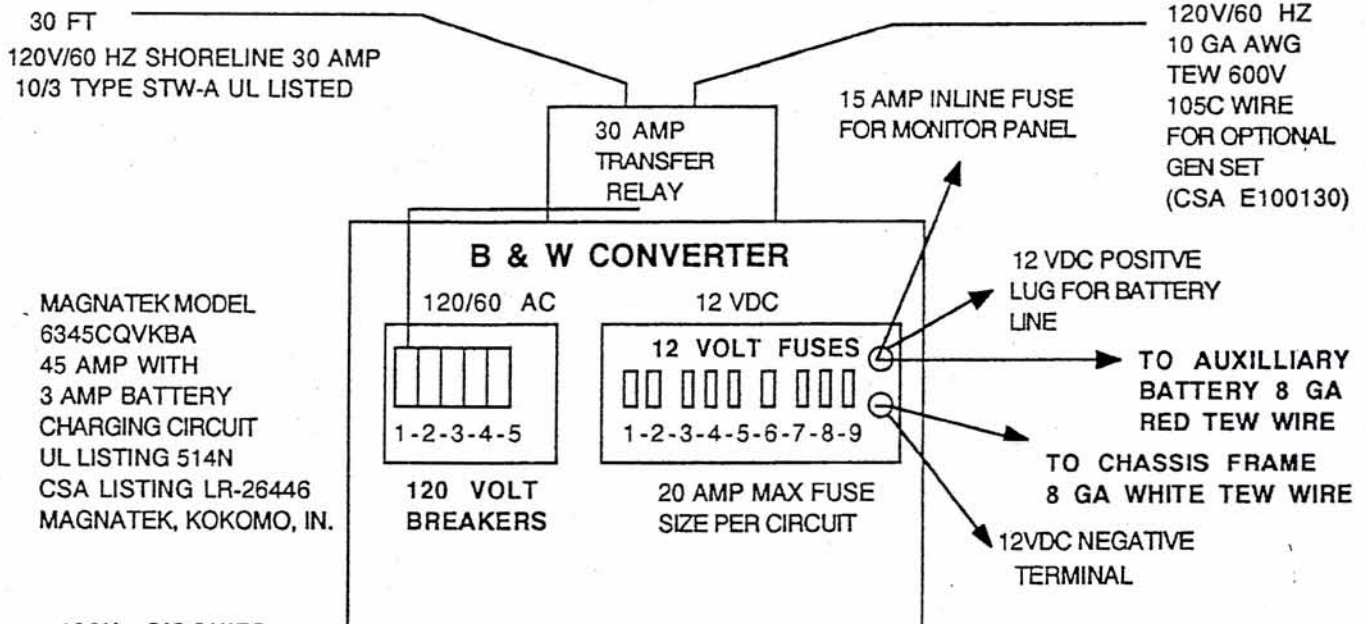 30 FT
120V/60 HZ SHORELINE 30 AMP
10/3 TYPE STW-A UL LISTED
120V/60 HZ
10 GA AWG
TEW 600V
105C WIRE
FOR OPTIONAL
GEN SET
(CSA E100130)
15 AMP INLINE FUSE
FOR MONITOR PANEL
30 AMP
TRANSFER
RELAY
B & W CONVERTER
120/60 AC
12 VDC
12 VDC POSITVE
LUG FOR BATTERY
LINE
MAGNATEK MODEL
6345CQVKBA
45 AMP WITH
3 AMP BATTERY
CHARGING CIRCUIT
UL LISTING 514N
CSA LISTING LR-26446
MAGNATEK, KOKOMO, IN.
12 VOLT FUSES
1-2-3-4-5
1-2-3-4-5-6-7-8-9
TO AUXILLIARY
BATTERY 8 GA
RED TEW WIRE
120 VOLT
BREAKERS
20 AMP MAX FUSE
SIZE PER CIRCUIT
TO CHASSIS FRAME
8 GA WHITE TEW WIRE
12VDC NEGATIVE
TERMINAL